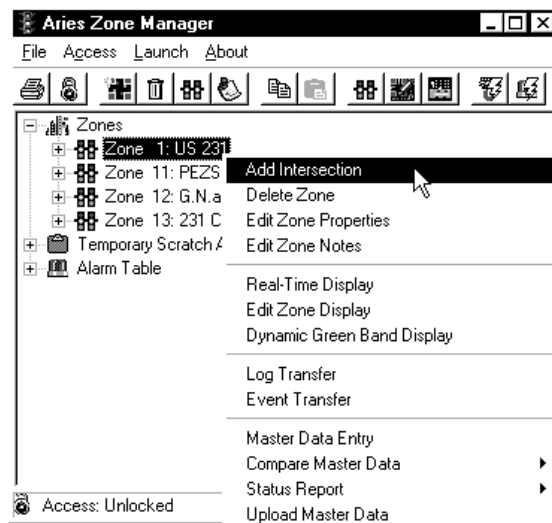 Aries Zone Manager
File Access Launch About
Zones
Zone 1: US 231
Zone 11: PEZS
Zone 12: G.N.a
Zone 13: 231 C
Temporary Scratch A
Alarm Table
Add Intersection
Delete Zone
Edit Zone Properties
Edit Zone Notes
Real-Time Display
Edit Zone Display
Dynamic Green Band Display
Log Transfer
Event Transfer
Master Data Entry
Compare Master Data
Status Report
Upload Master Data
Access: Unlocked